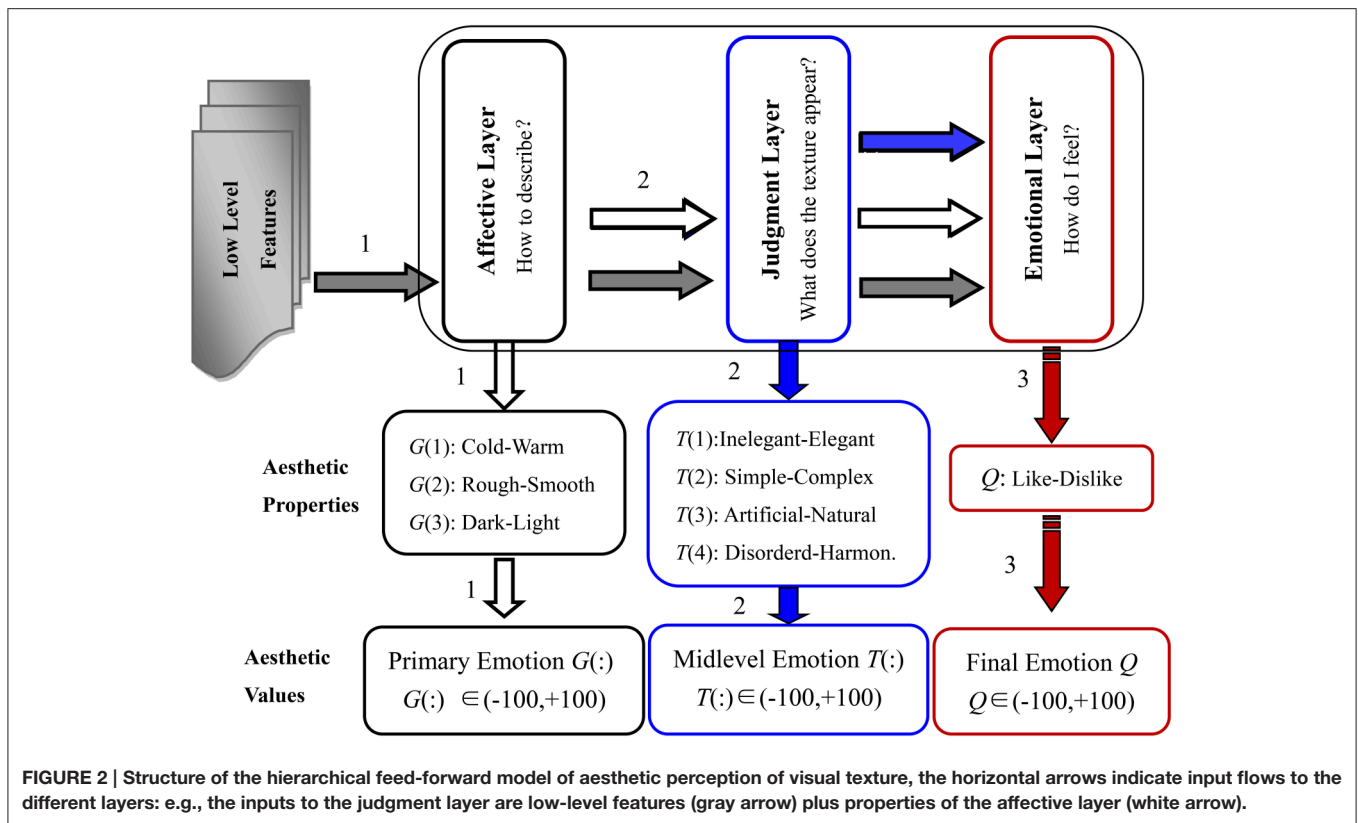 Low Level
Features
1
Affective Layer
How to describe?
2
Judgment Layer
What does the texture appear?
Emotional Layer
How do I feel?
1
2
3
Aesthetic
Properties
G(1): Cold-Warm
G(2): Rough-Smooth
G(3): Dark-Light
T(1):Inelegant-Elegant
T(2): Simple-Complex
T(3): Artificial-Natural
T(4): Disorderd-Harmon.
Q: Like-Dislike
1
2
3
Aesthetic
Values
Primary Emotion G(:)
G(:) ∈(-100,+100)
Midlevel Emotion T(:)
T(:)∈(-100,+100)
Final Emotion Q
Q∈(-100,+100)
FIGURE 2 | Structure of the hierarchical feed-forward model of aesthetic perception of visual texture, the horizontal arrows indicate input flows to the
different layers: e.g., the inputs to the judgment layer are low-level features (gray arrow) plus properties of the affective layer (white arrow).